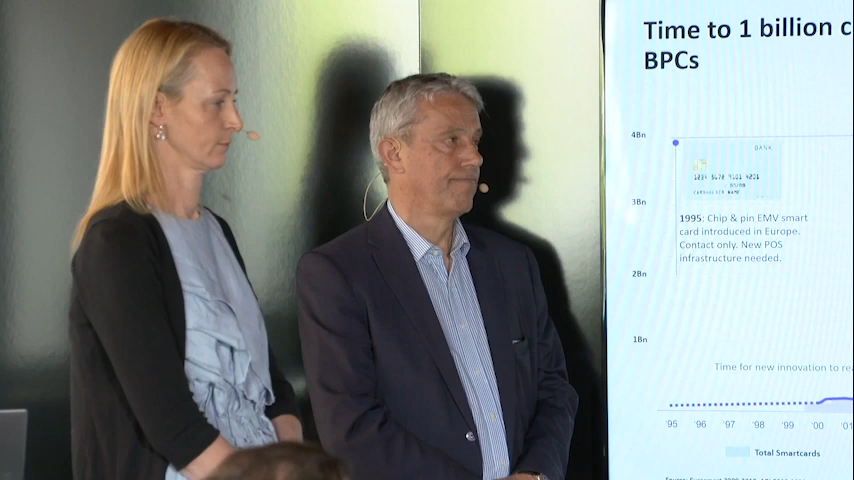 Time to 1 billion c
BPCs
4Bn
BANK
1234 5678 9101 4201
CARDHOLDER NAME
3Bn
1995: Chip & pin EMV smart
card introduced in Europe.
Contact only. New POS
infrastructure needed.
2Bn
1Bn
Time for new innovation to rea
'95 '96 '97 '98 '99 '00 '01
Total Smartcards